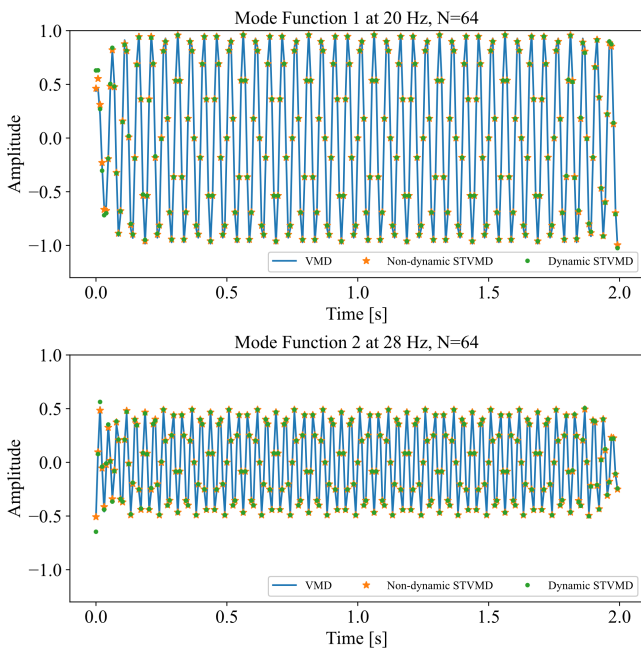 Mode Function 1 at 20 Hz, N=64
1.0
0.5
0.0
−0.5
−1.0
Amplitude
VMD Non-dynamic STVMD Dynamic STVMD
0.0 0.5 1.0 1.5 2.0
Time [s]
Mode Function 2 at 28 Hz, N=64
1.0
0.5
0.0
−0.5
−1.0
Amplitude
VMD Non-dynamic STVMD Dynamic STVMD
0.0 0.5 1.0 1.5 2.0
Time [s]